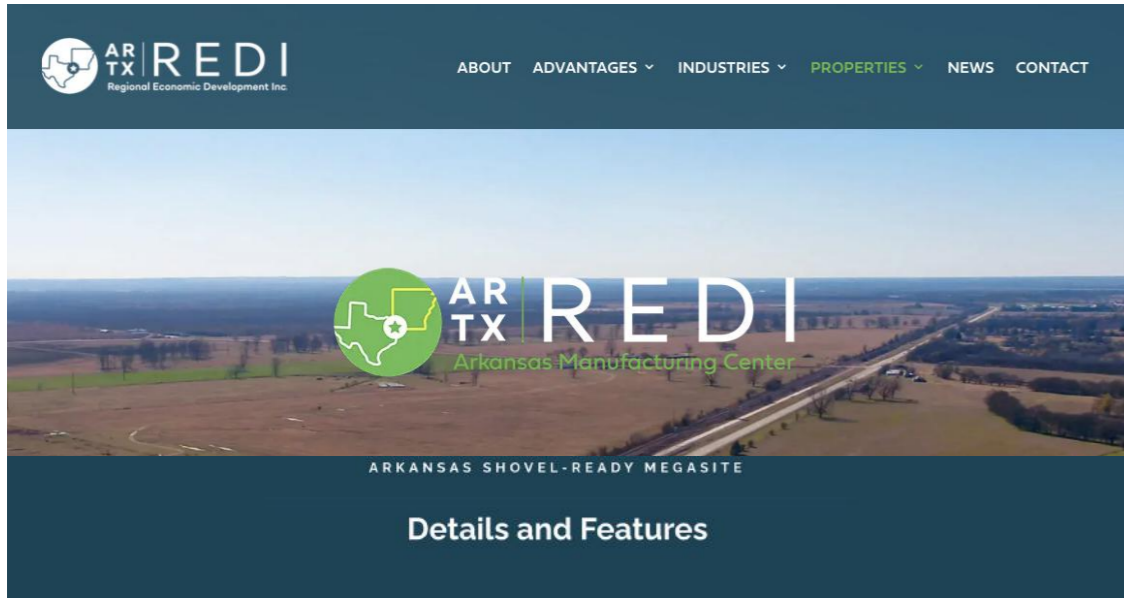 AR TX REDI
Regional Economic Development Inc.
ABOUT ADVANTAGES INDUSTRIES PROPERTIES NEWS CONTACT
AR TX REDI
Arkansas Manufacturing Center
ARKANSAS SHOVEL-READY MEGASITE
Details and Features